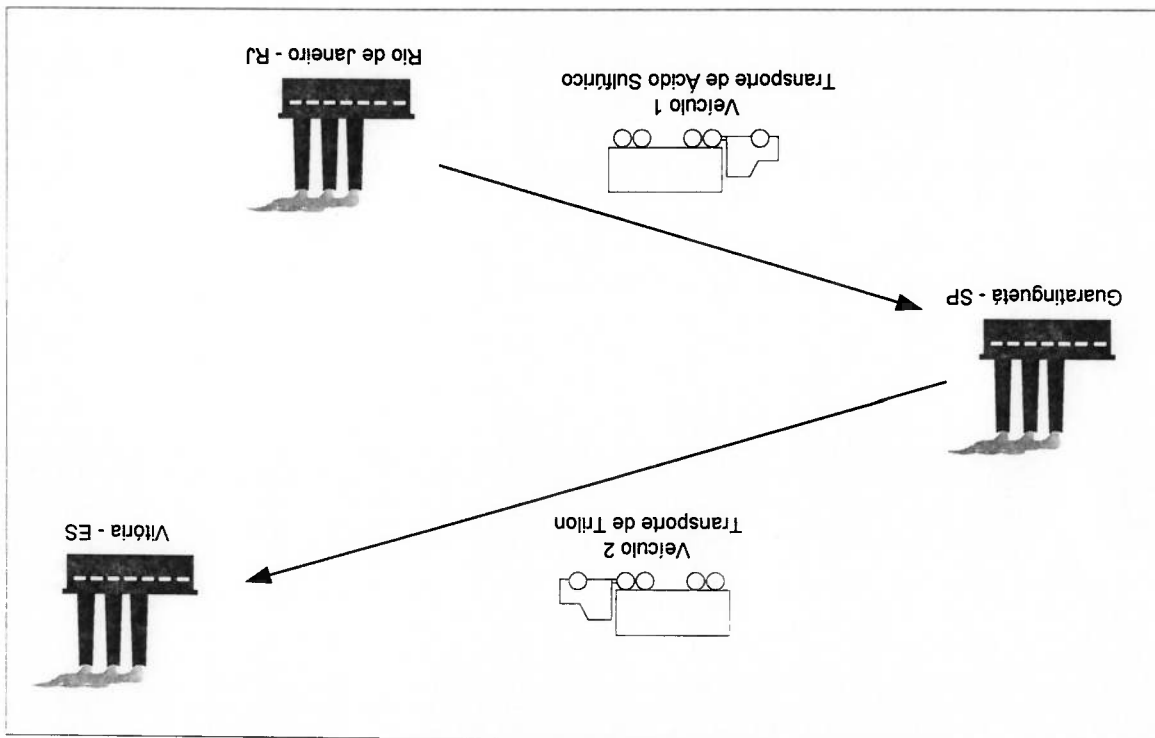 Vitória - ES
Veículo 2
Transporte de Trilon
Guaratinguetá - SP
Veículo 1
Transporte de Ácido Sulfúrico
Rio de Janeiro - RJ